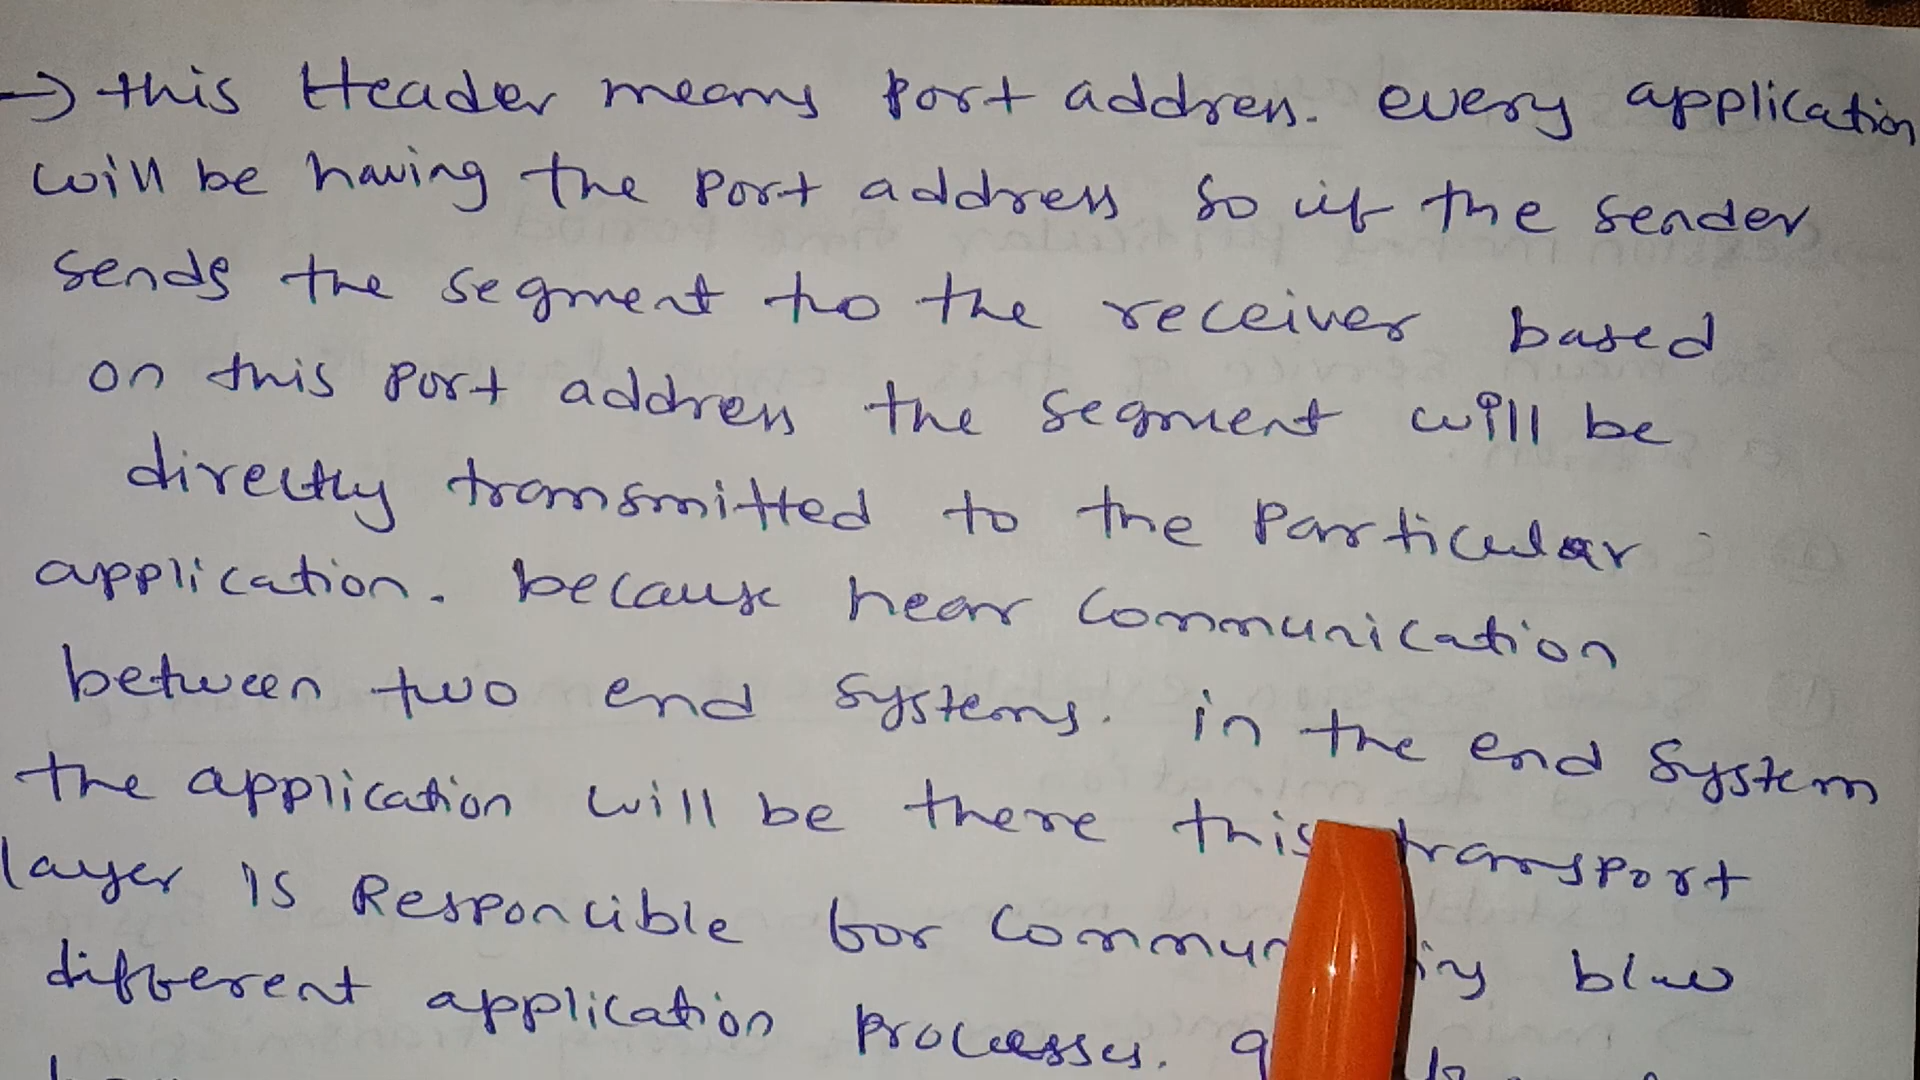 → this Header means Port address. every application
will be having the Port address so if the sender
sends the segment to the receiver based
on this port address the segment will be
directly transmitted to the Particular
application. because hear communication
between two end systems. in the end system
the application will be there this transport
layer is Responcible for blw
different application Processes.